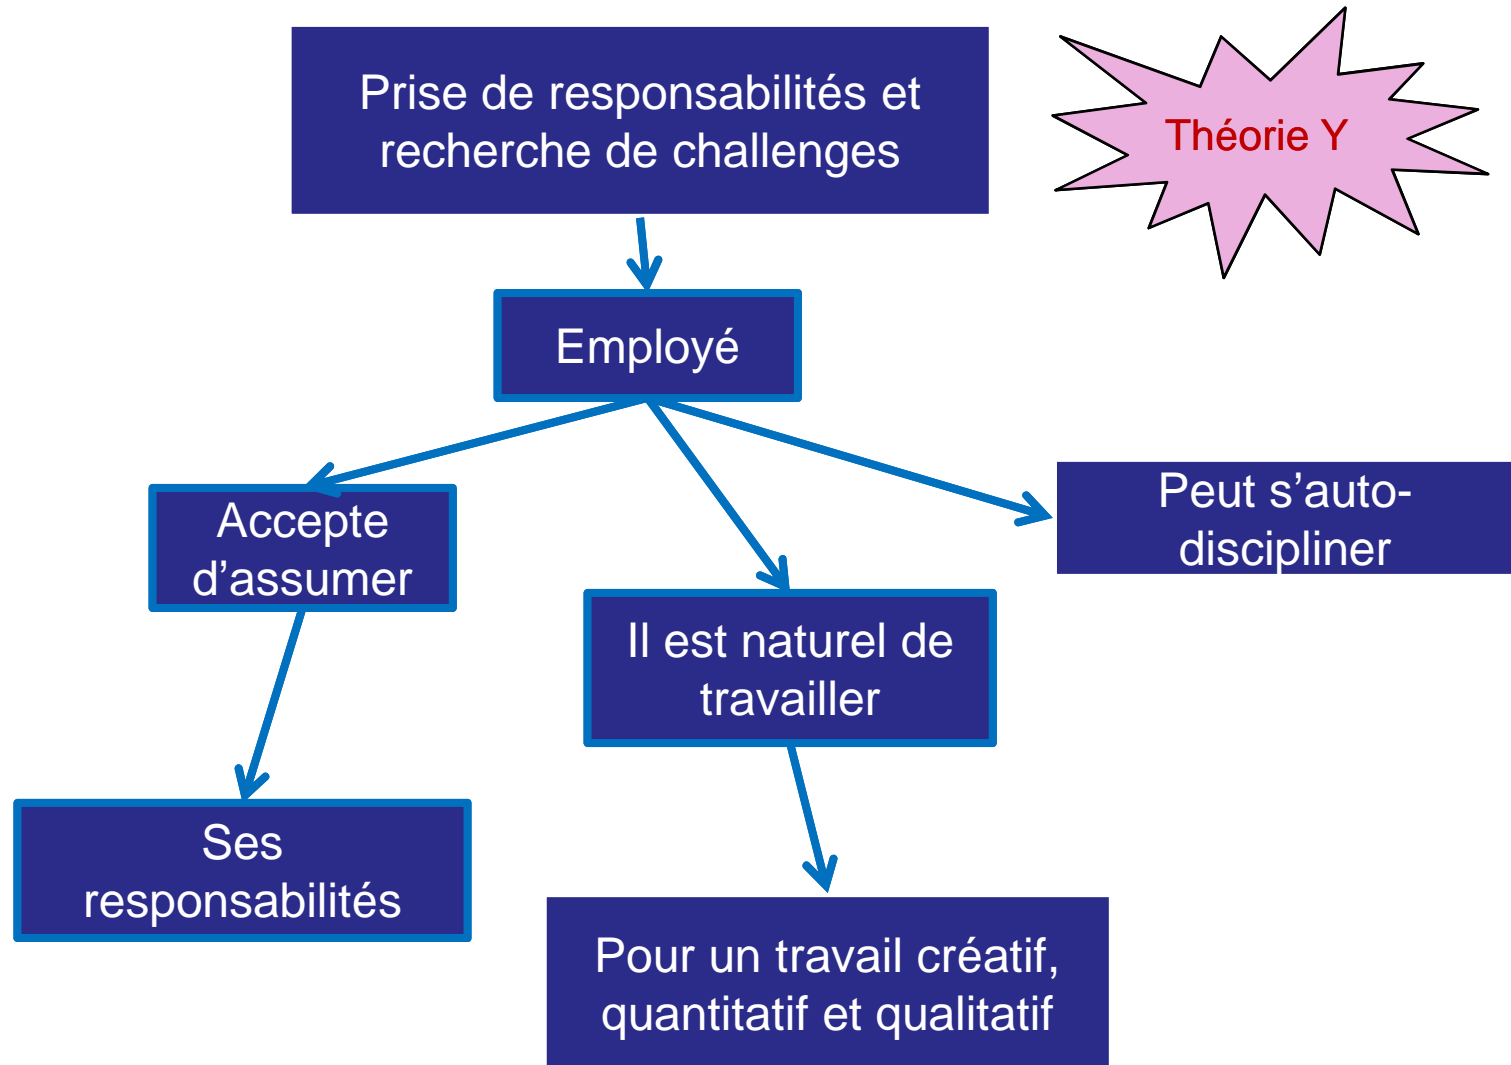 Prise de responsabilités et
recherche de challenges
Théorie Y
Employé
Accepte
d’assumer
Peut s’auto-
discipliner
Il est naturel de
travailler
Ses
responsabilités
Pour un travail créatif,
quantitatif et qualitatif